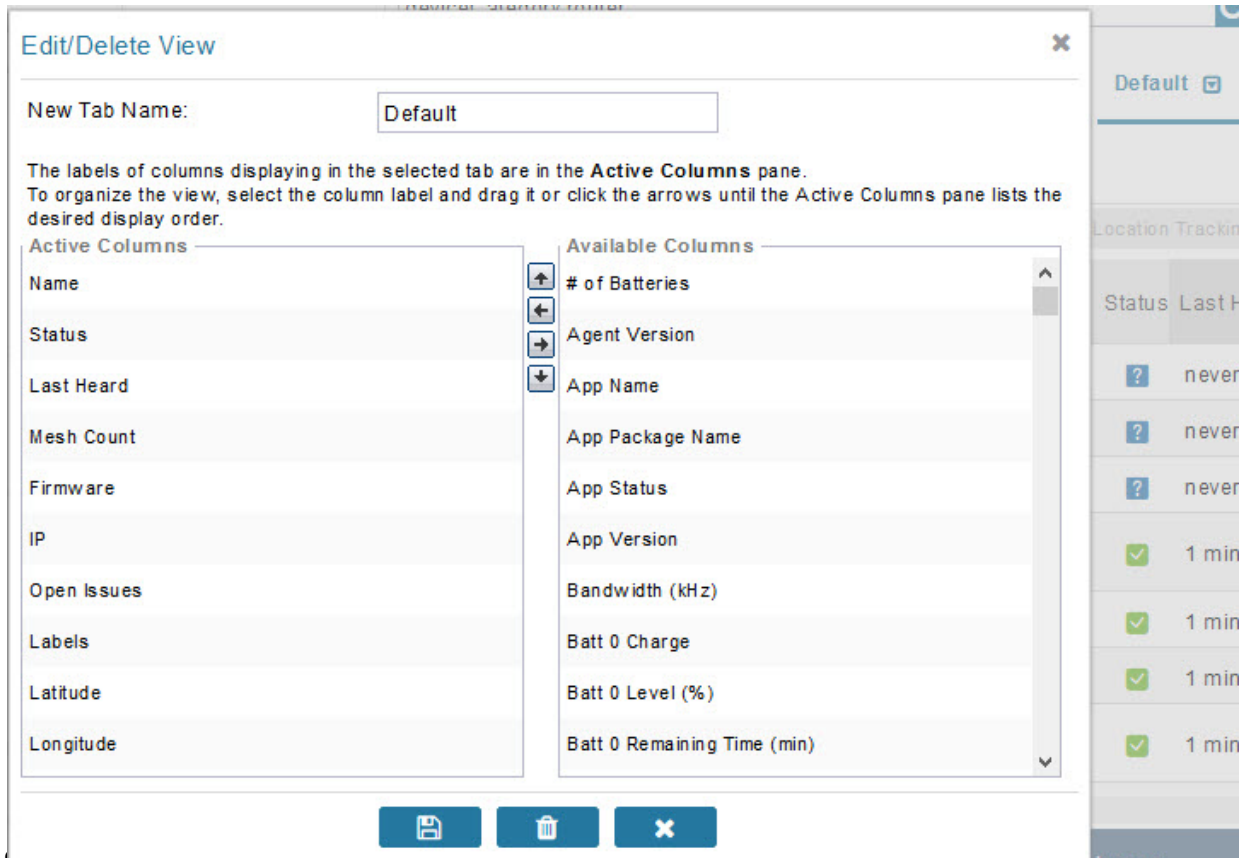 Edit/Delete View
New Tab Name:
Default
The labels of columns displaying in the selected tab are in the Active Columns pane.
To organize the view, select the column label and drag it or click the arrows until the Active Columns pane lists the
desired display order.
Active Columns
Name
Status
Last Heard
Mesh Count
Firmware
IP
Open Issues
Labels
Latitude
Longitude
Available Columns
# of Batteries
Agent Version
App Name
App Package Name
App Status
App Version
Bandwidth (kHz)
Batt 0 Charge
Batt 0 Level (%)
Batt 0 Remaining Time (min)
Default
Location
Status Last
never
never
never
1 min
1 min
1 min
1 min